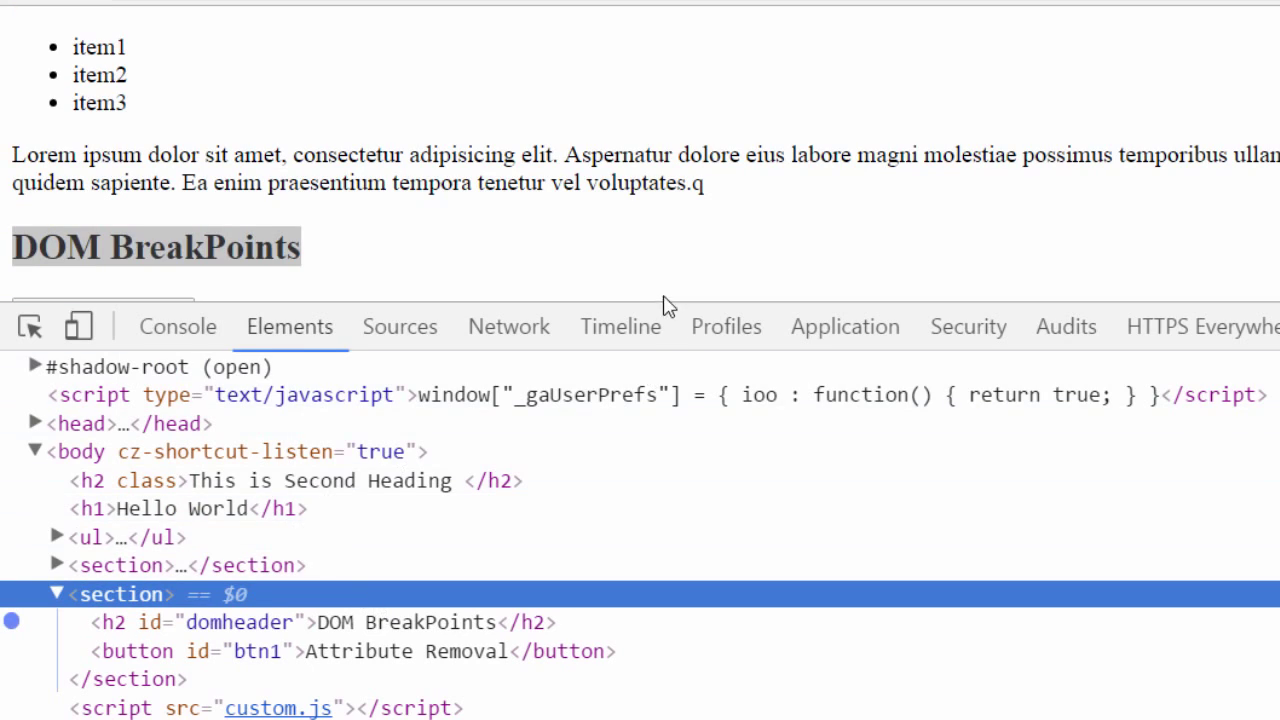 item1
item2
item3
Lorem ipsum dolor sit amet, consectetur adipisicing elit. Aspernatur dolore eius labore magni molestiae possimus temporibus ullam
quidem sapiente. Ea enim praesentium tempora tenetur vel voluptates.q
DOM BreakPoints
Console Elements Sources Network Timeline Profiles Application Security Audits HTTPS
#shadow-root (open)
<script type="text/javascript">window["_gaUserPrefs"] = { ioo : function() { return true; } }</script>
<head>…</head>
<body cz-shortcut-listen="true">
<h2 class>This is Second Heading </h2>
<h1>Hello World</h1>
<ul>…</ul>
<section>…</section>
<section> == $0
<h2 id="domheader">DOM BreakPoints</h2>
<button id="btn1">Attribute Removal</button>
</section>
<script src="custom.js"></script>